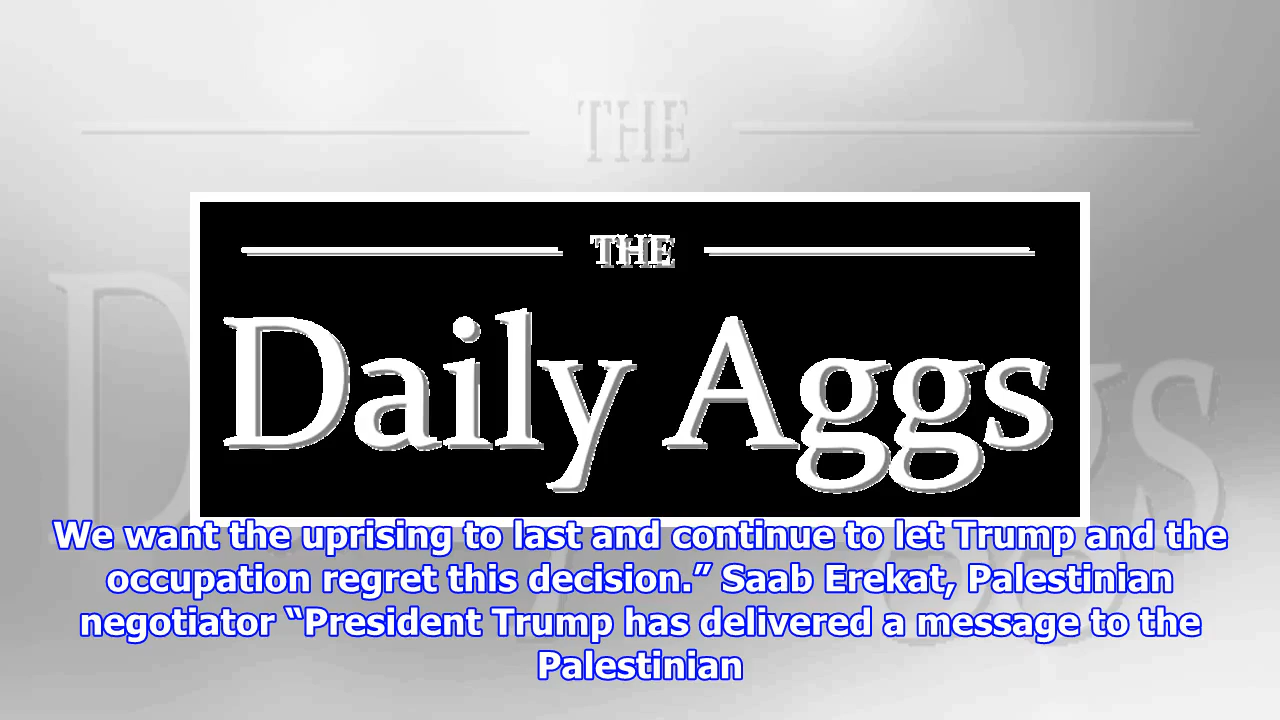 THE
THE
Daily Aggs
We want the uprising to last and continue to let Trump and the
occupation regret this decision.” Saab Erekat, Palestinian
negotiator “President Trump has delivered a message to the
Palestinian